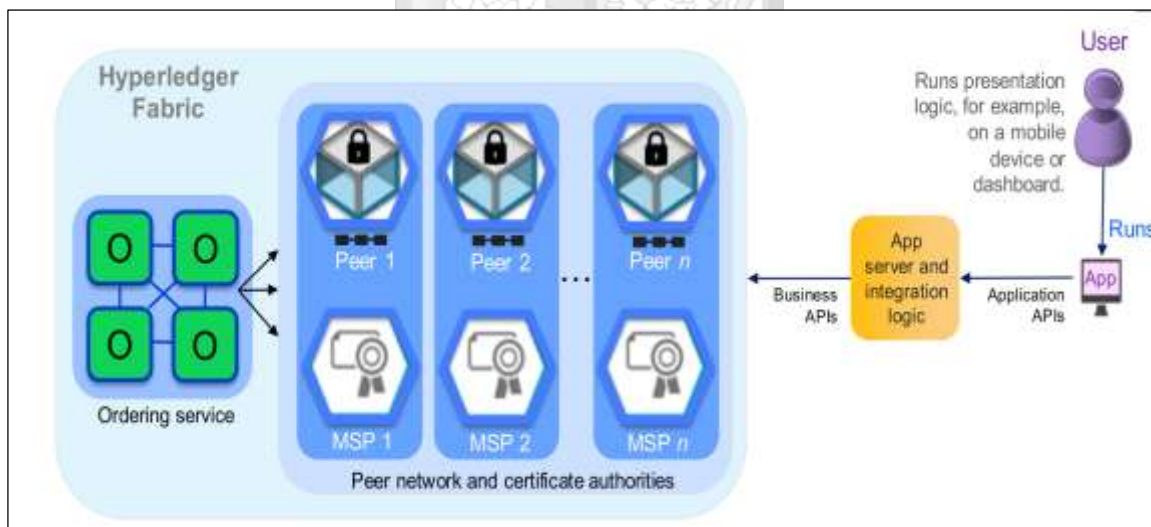 Hyperledger
Fabric
O
O
O
O
Ordering service
Peer 1
Peer 2
...
Peer n
MSP 1
MSP 2
MSP n
Peer network and certificate authorities
Business
APIs
App
server and
integration
logic
Application
APIs
User
Runs presentation
logic, for example,
on a mobile
device or
dashboard.
Runs
App